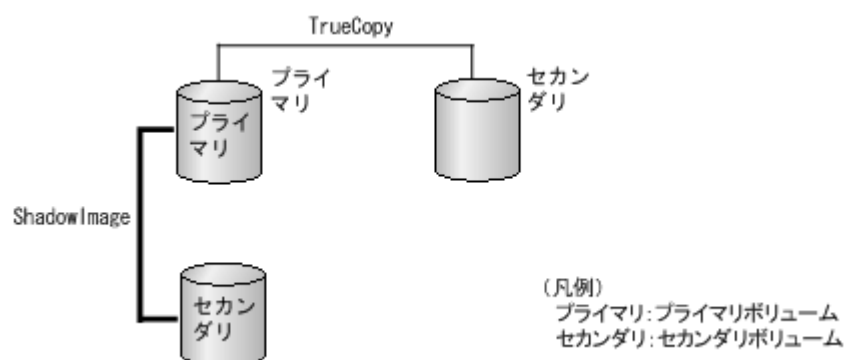 TrueCopy
プライ
マリ
セカン
ダリ
プライ
マリ
ShadowImage
セカン
ダリ
(凡例)
プライマリ:プライマリボリューム
セカンダリ:セカンダリボリューム